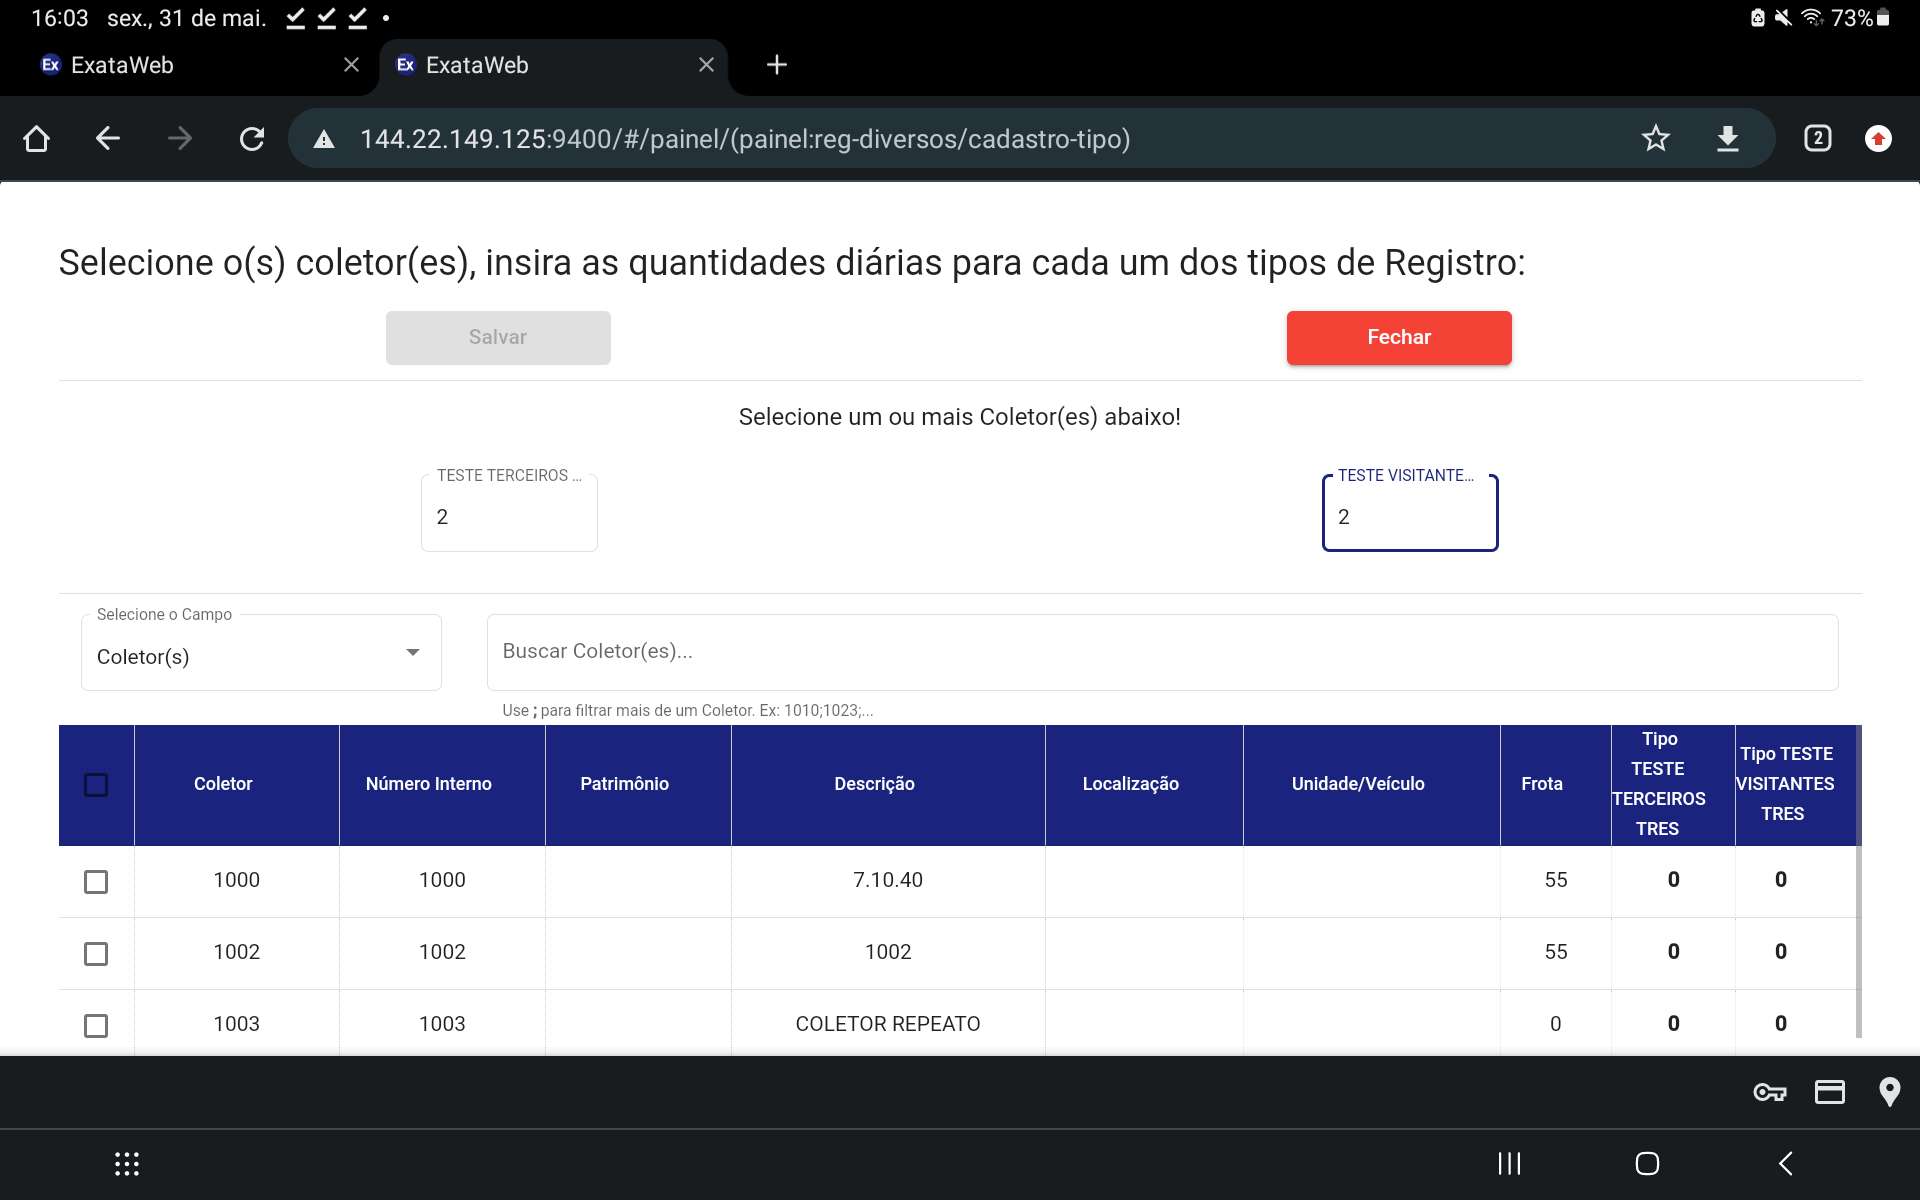 16:03 sex., 31 de mai. 73%
Ex ExataWeb
Ex ExataWeb
144.22.149.125:9400/#/painel/(painel:reg-diversos/cadastro-tipo) 2
Selecione o(s) coletor(es), insira as quantidades diárias para cada um dos tipos de Registro:
Salvar Fechar
Selecione um ou mais Coletor(es) abaixo!
TESTE TERCEIROS ... TESTE VISITANTE...
2 2
Selecione o Campo
Coletor(s) Buscar Coletor(es)...
Use ; para filtrar mais de um Coletor. Ex: 1010;1023;...
Coletor Número Interno Patrimônio Descrição Localização Unidade/Veículo Frota Tipo TESTE TERCEIROS TRES Tipo TESTE VISITANTES TRES
1000 1000 7.10.40 55 0 0
1002 1002 1002 55 0 0
1003 1003 COLETOR REPEATO 0 0 0